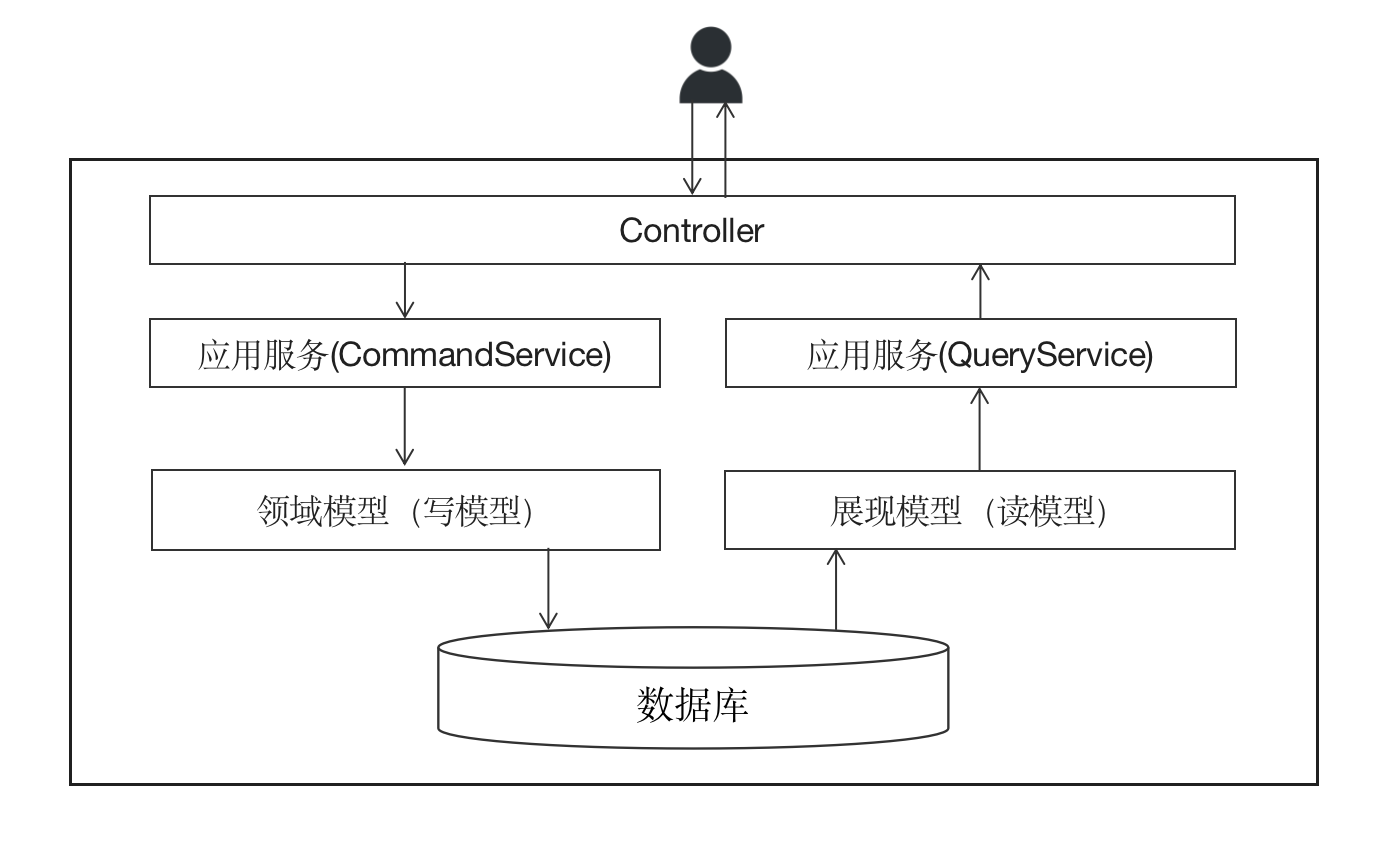 Controller
应用服务(CommandService)
应用服务(QueryService)
领域模型（写模型）
展现模型（读模型）
数据库